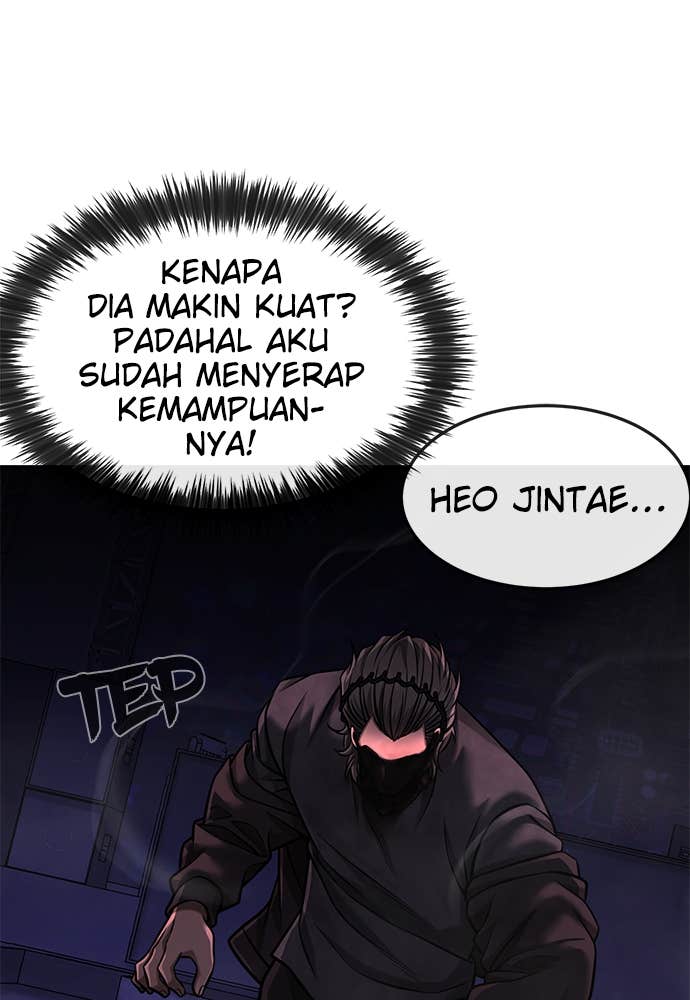 KENAPA
DIA MAKIN KUAT?
PADAHAL AKU
SUDAH MENYERAP
KEMAMPUAN-
NYA!
HEO JINTAE...
TEP